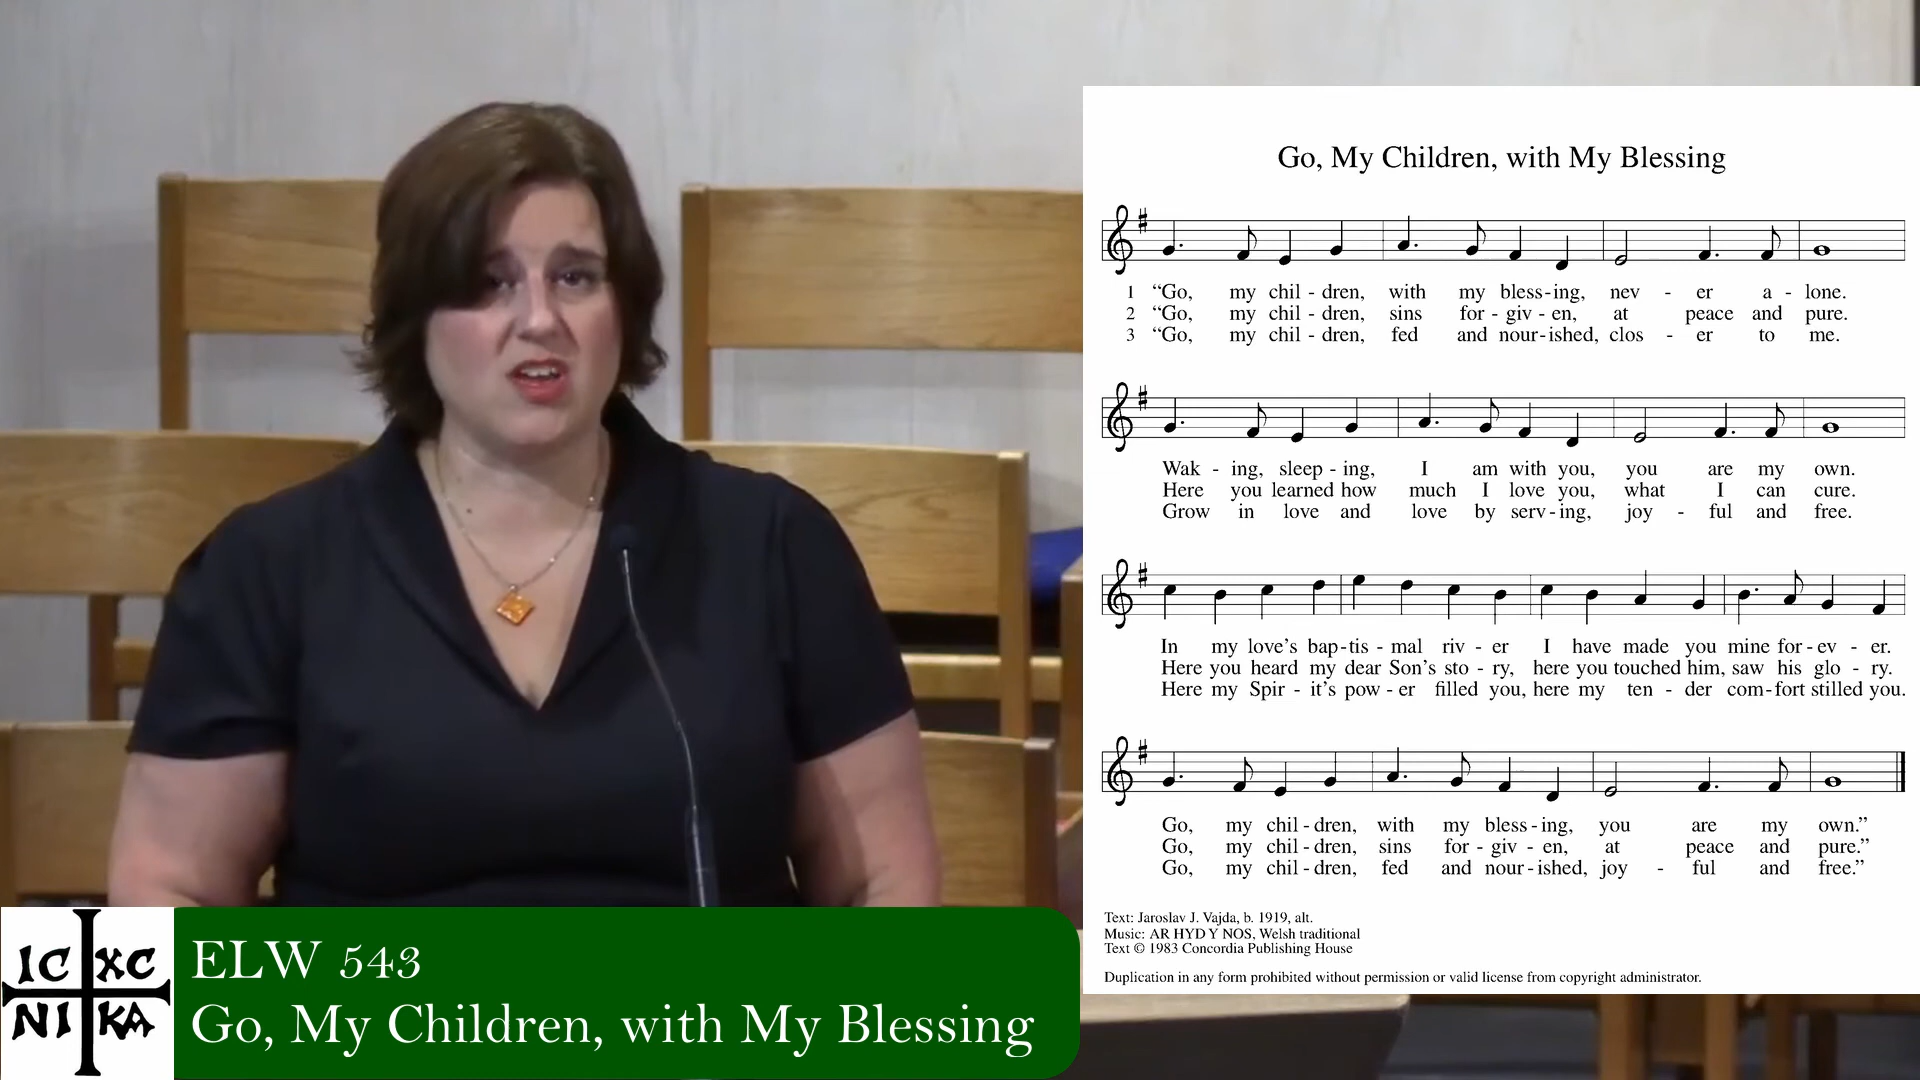 Go, My Children, with My Blessing
1 “Go, my chil - dren, with my bless - ing, nev - er a - lone.
2 “Go, my chil - dren, sins for - giv - en, at peace and pure.
3 “Go, my chil - dren, fed and nour - ished, clos - er to me.
Wak - ing, sleep - ing, I am with you, you are my own.
Here you learned how much I love you, what I can cure.
Grow in love and love by serv - ing, joy - ful and free.
In my love’s bap - tis - mal riv - er I have made you mine for - ev - er.
Here you heard my dear Son’s sto - ry, here you touched him, saw his glo - ry.
Here my Spir - it’s pow - er filled you, here my ten - der com - fort stilled you.
Go, my chil - dren, with my bless - ing, you are my own.”
Go, my chil - dren, sins for - giv - en, at peace and pure.”
Go, my chil - dren, fed and nour - ished, joy - ful and free.”
Text: Jaroslav J. Vajda, b. 1919, alt.
Music: AR HYD Y NOS, Welsh traditional
Text © 1983 Concordia Publishing House
Duplication in any form prohibited without permission or valid license from copyright administrator.
IC XC
NI KA
ELW 543
Go, My Children, with My Blessing